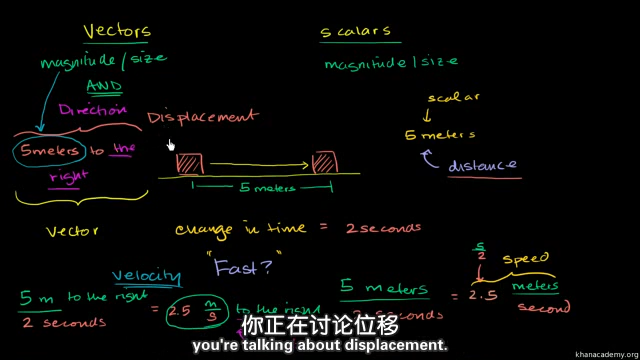 Vectors
scalars
magnitude/size
magnitude/size
AND
Direction
scalar
Displacement
5 meters
5meters to the
right
distance
5 meters
vector
change in time = 2 seconds
"Fast?"
5
2
speed
velocity
5 m to the right
2 seconds
= 2.5 m
s
to the right
5 meters
2 seconds
= 2.5 meters
second
你正在讨论位移
you're talking about displacement.
khanacademy.org